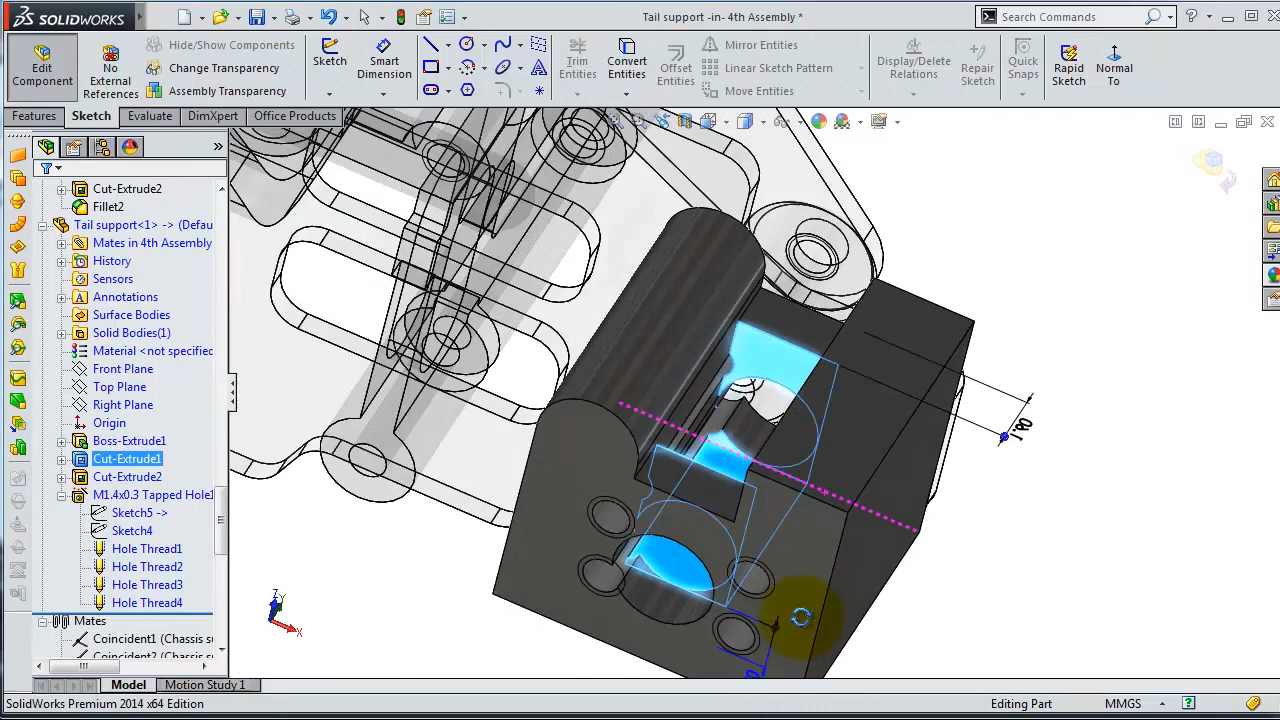 SOLIDWORKS
Tail support -in- 4th Assembly *
Search Commands
Edit Component
No External References
Hide/Show Components
Change Transparency
Assembly Transparency
Sketch
Smart Dimension
Trim Entities
Convert Entities
Offset Entities
Mirror Entities
Linear Sketch Pattern
Move Entities
Display/Delete Relations
Repair Sketch
Quick Snaps
Rapid Sketch
Normal To
Features
Sketch
Evaluate
DimXpert
Office Products
Cut-Extrude2
Fillet2
Tail support<1> -> (Defau
Mates in 4th Assembly
History
Sensors
Annotations
Surface Bodies
Solid Bodies(1)
Material <not specified
Front Plane
Top Plane
Right Plane
Origin
Boss-Extrude1
Cut-Extrude1
Cut-Extrude2
M1.4x0.3 Tapped Hole1
Sketch5 ->
Sketch4
Hole Thread1
Hole Thread2
Hole Thread3
Hole Thread4
Mates
Coincident1 (Chassis su
1.90
Z
Y
X
Model
Motion Study 1
SolidWorks Premium 2014 x64 Edition
Editing Part
MMGS